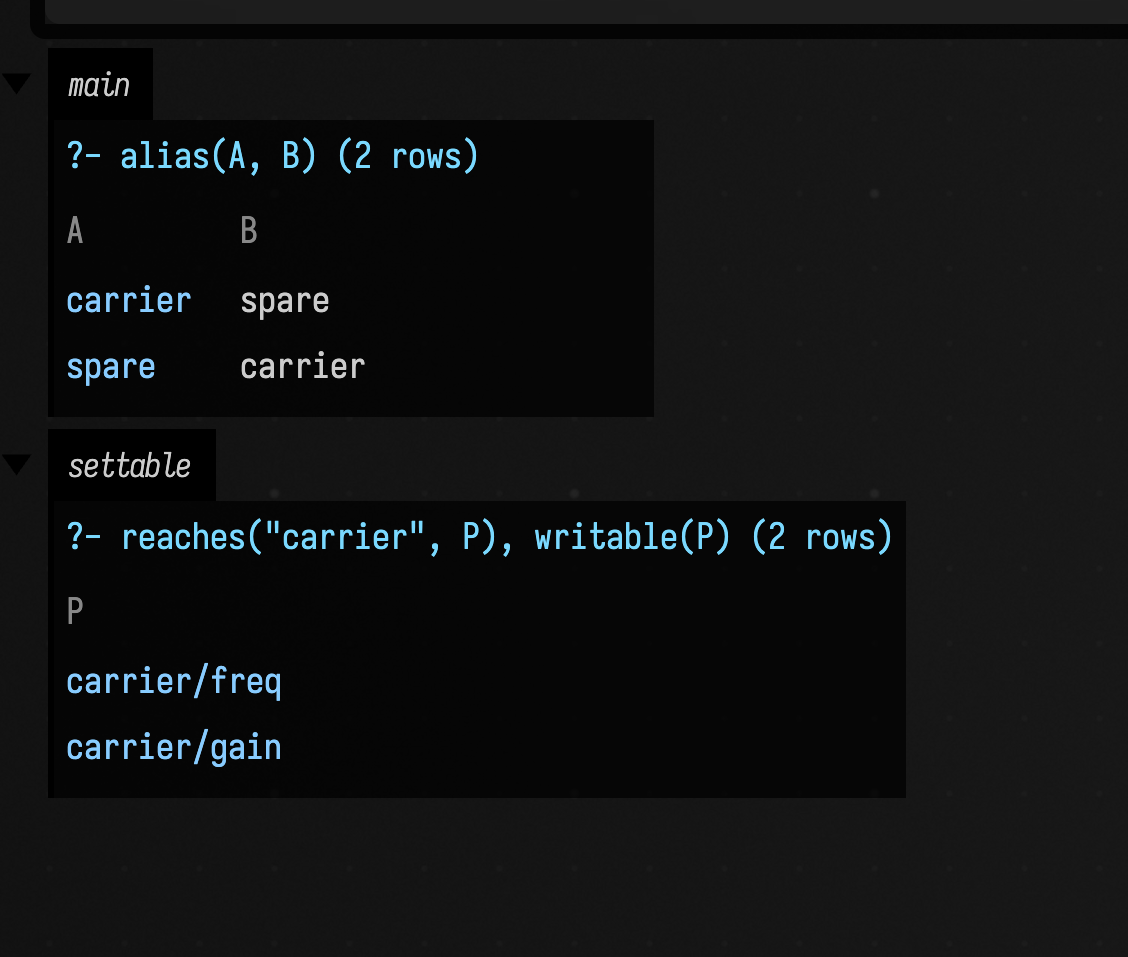 main
?- alias(A, B) (2 rows)
A B
carrier spare
spare carrier
settable
?- reaches("carrier", P), writable(P) (2 rows)
P
carrier/freq
carrier/gain